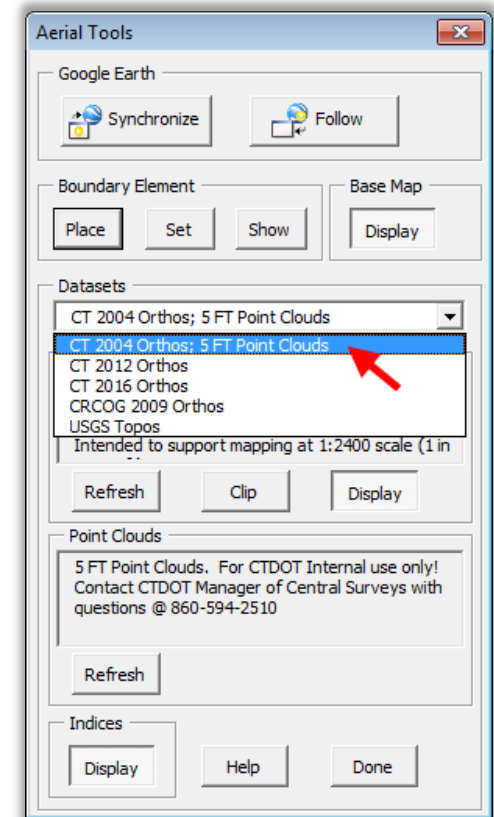 Aerial Tools
Google Earth
Synchronize
Follow
Boundary Element
Base Map
Place
Set
Show
Display
Datasets
CT 2004 Orthos; 5 FT Point Clouds
CT 2004 Orthos; 5 FT Point Clouds
CT 2012 Orthos
CT 2016 Orthos
CRCOG 2009 Orthos
USGS Topos
Intended to support mapping at 1:2400 scale (1 in
Refresh
Clip
Display
Point Clouds
5 FT Point Clouds. For CTDOT Internal use only!
Contact CTDOT Manager of Central Surveys with
questions @ 860-594-2510
Refresh
Indices
Display
Help
Done